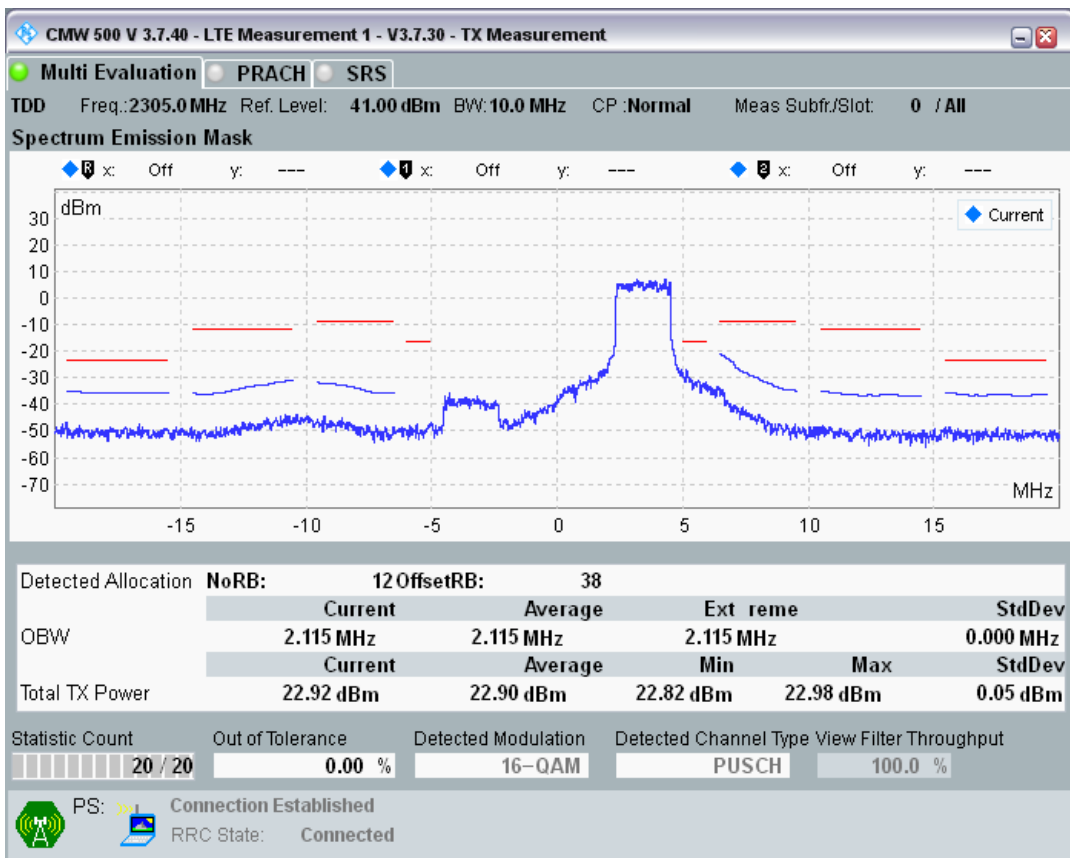 CMW 500 V 3.7.40 - LTE Measurement 1 - V3.7.30 - TX Measurement
Multi Evaluation PRACH SRS
TDD Freq.:2305.0 MHz Ref. Level: 41.00 dBm BW:10.0 MHz CP :Normal Meas Subfr./Slot: 0 / All
Spectrum Emission Mask
R x: Off y: --- 1 x: Off y: --- 2 x: Off y: ---
dBm
Current
30
20
10
0
-10
-20
-30
-40
-50
-60
-70
MHz
-15 -10 -5 0 5 10 15
Detected Allocation NoRB: 12 OffsetRB: 38
Current Average Ext reme StdDev
OBW 2.115 MHz 2.115 MHz 2.115 MHz 0.000 MHz
Current Average Min Max StdDev
Total TX Power 22.92 dBm 22.90 dBm 22.82 dBm 22.98 dBm 0.05 dBm
Statistic Count Out of Tolerance Detected Modulation Detected Channel Type View Filter Throughput
20 / 20 0.00 % 16-QAM PUSCH 100.0 %
PS: Connection Established
RRC State: Connected